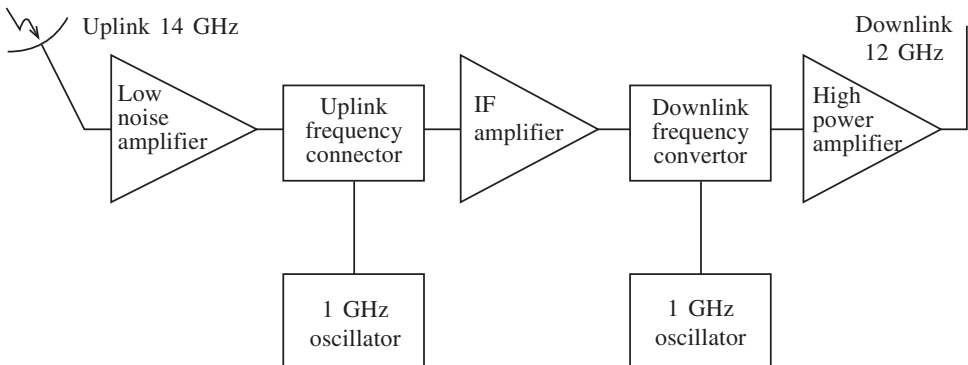 Uplink 14 GHz
Downlink
12 GHz
Low
noise
amplifier
Uplink
frequency
connector
IF
amplifier
Downlink
frequency
convertor
High
power
amplifier
1 GHz
oscillator
1 GHz
oscillator